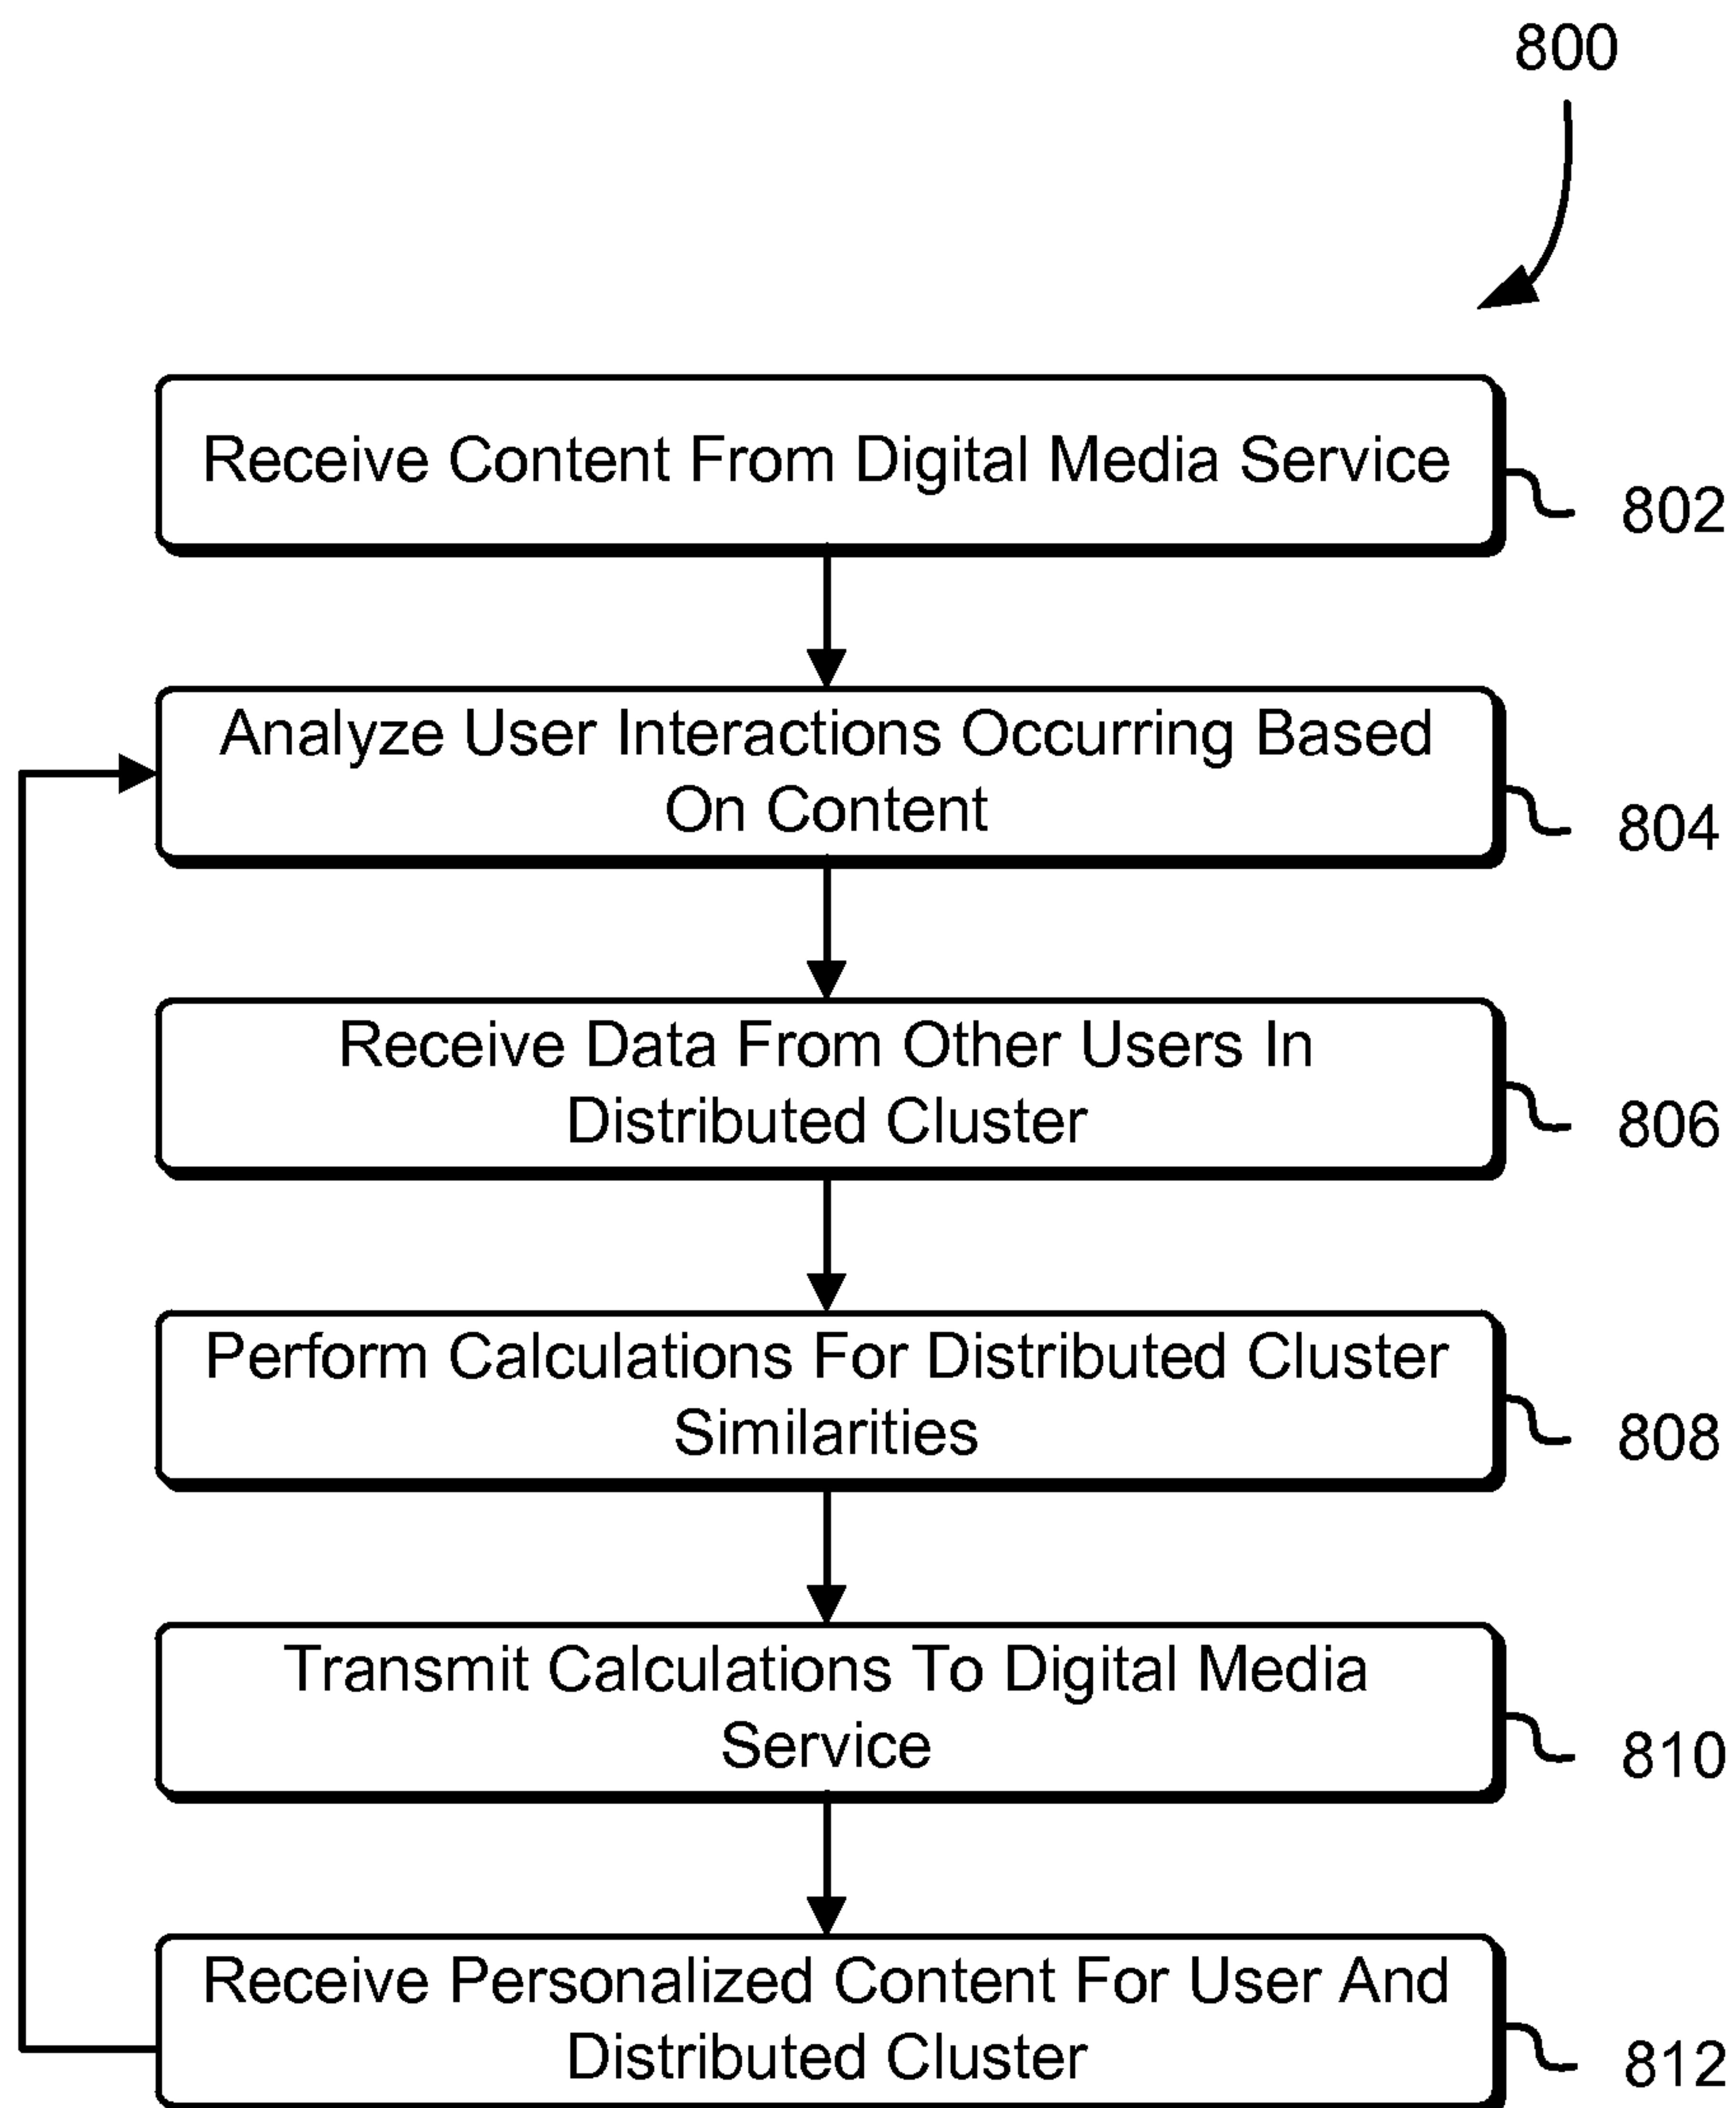 800
Receive Content From Digital Media Service
802
Analyze User Interactions Occurring Based
On Content
804
Receive Data From Other Users In
Distributed Cluster
806
Perform Calculations For Distributed Cluster
Similarities
808
Transmit Calculations To Digital Media
Service
810
Receive Personalized Content For User And
Distributed Cluster
812